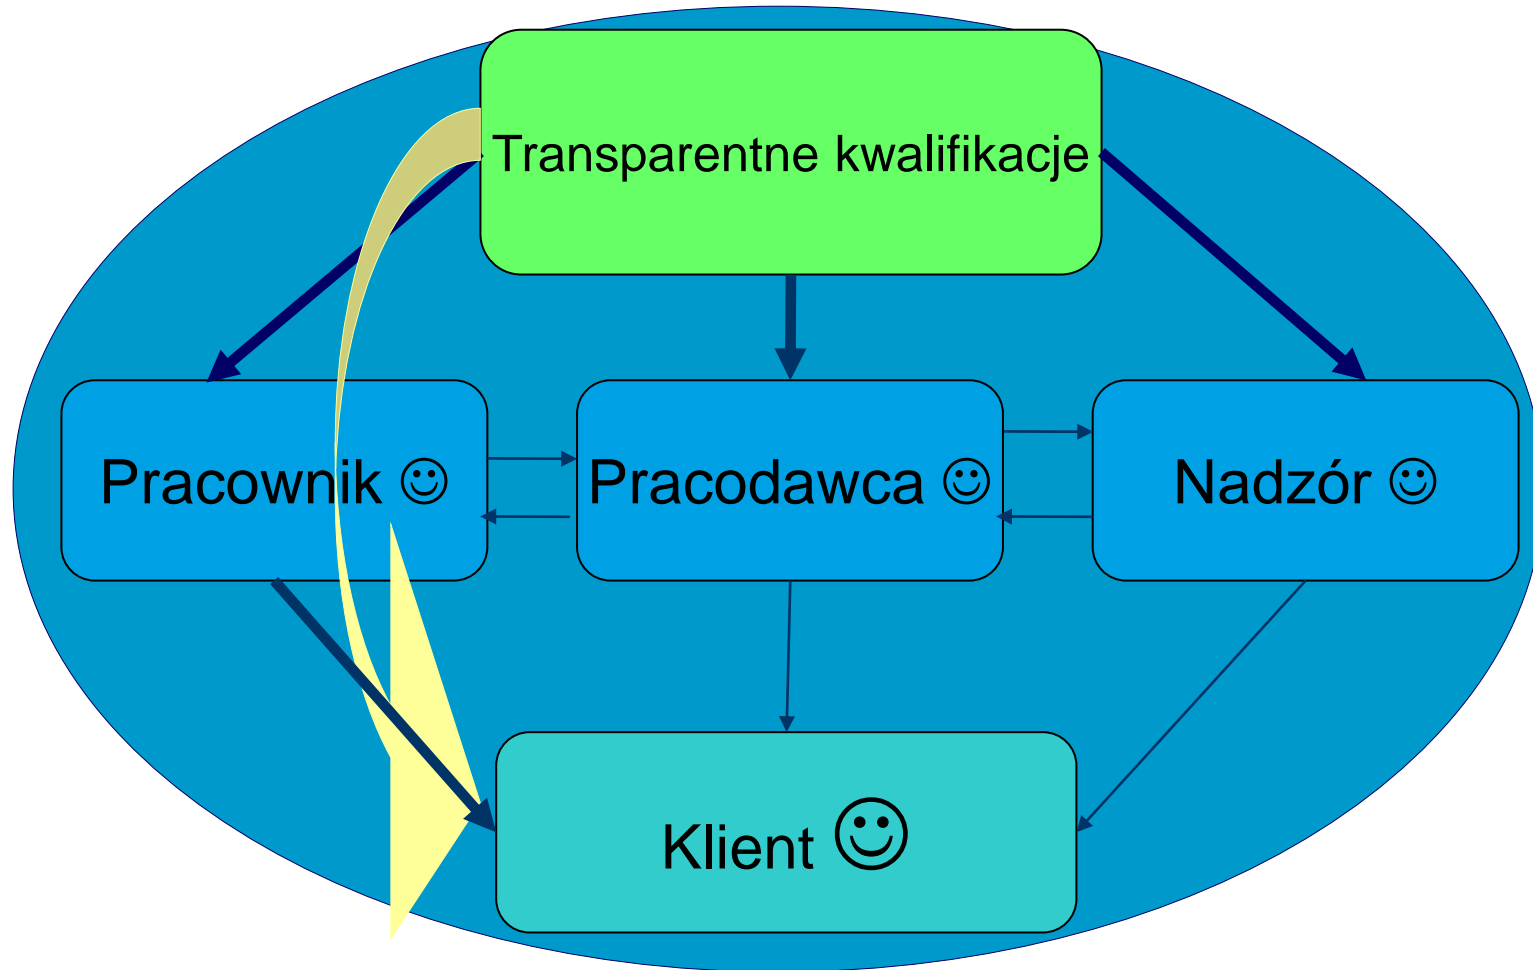 Transparentne kwalifikacje
Pracownik ☺
Pracodawca ☺
Nadzór ☺
Klient ☺